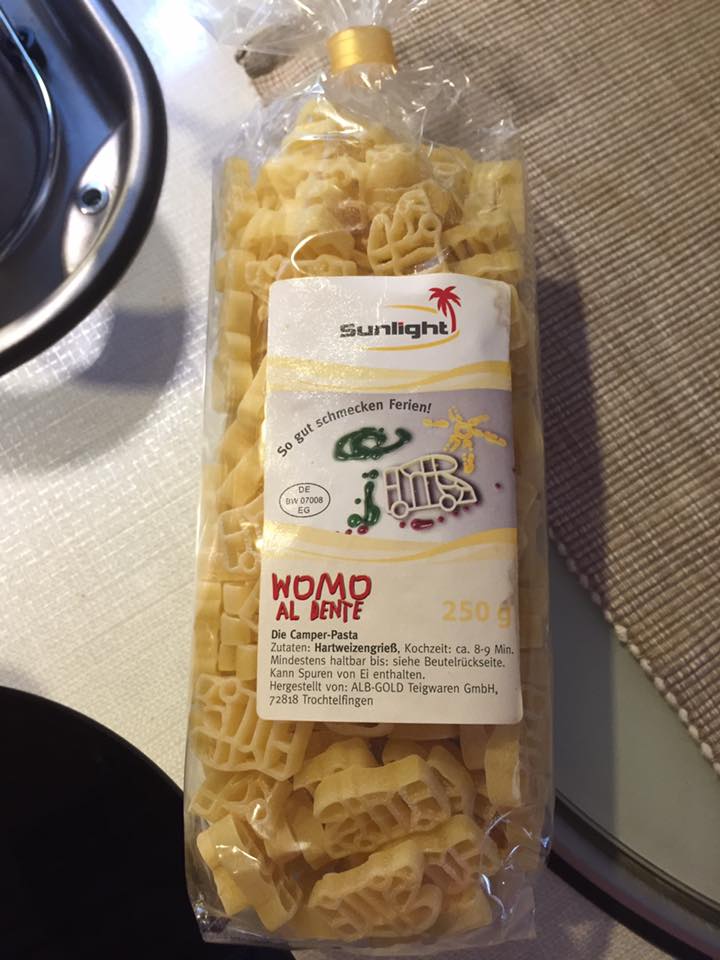 Sunlight
So gut schmecken Ferien!
DE
BW 07008
EG
WOMO
AL DENTE
250 g
Die Camper-Pasta
Zutaten: Hartweizengrieß, Kochzeit: ca. 8-9 Min.
Mindestens haltbar bis: siehe Beutelrückseite.
Kann Spuren von Ei enthalten.
Hergestellt von: ALB-GOLD Teigwaren GmbH,
72818 Trochtelfingen